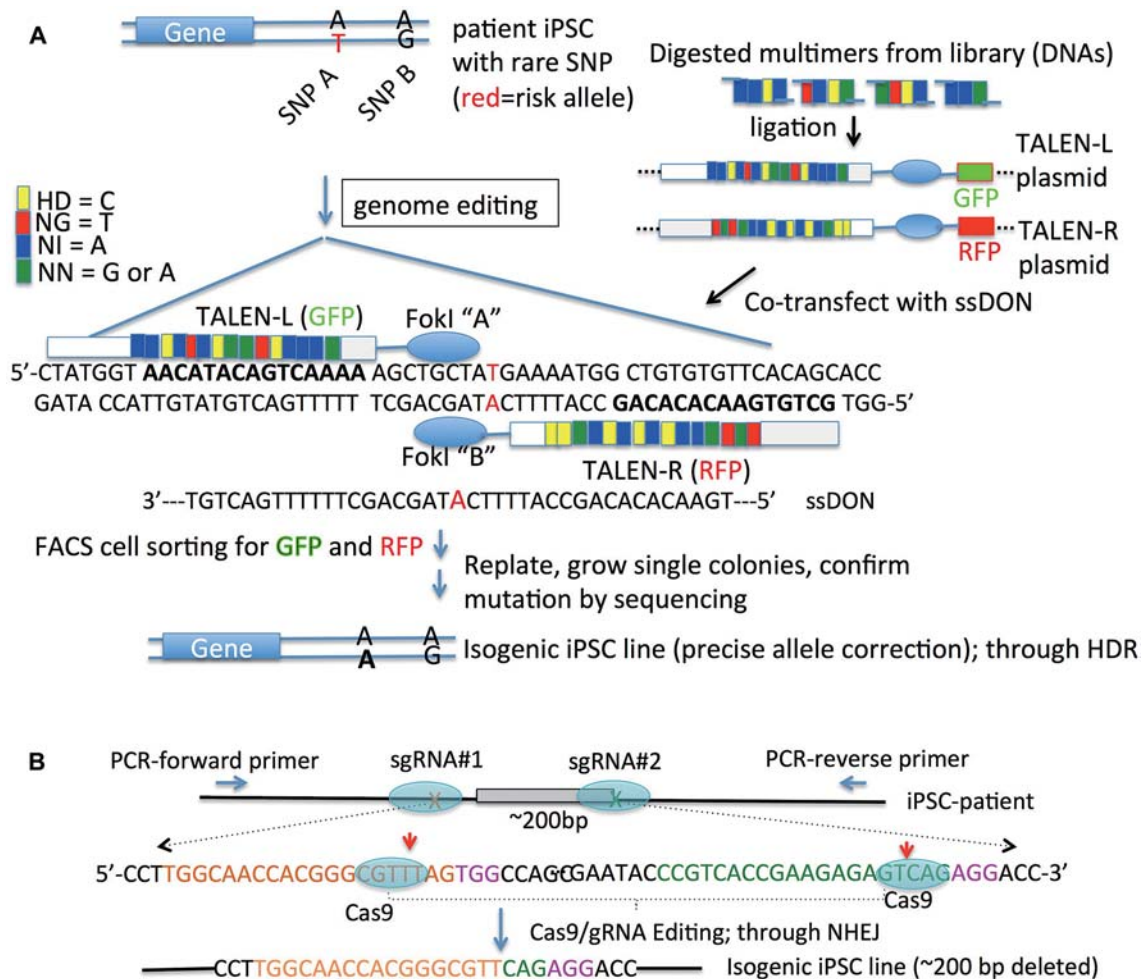 A
Gene
A A
T G
SNP A
SNP B
patient iPSC
with rare SNP
(red=risk allele)
Digested multimers from library (DNAs)
ligation
TALEN-L
plasmid
GFP
TALEN-R
plasmid
RFP
Co-transfect with ssDON
genome editing
HD = C
NG = T
NI = A
NN = G or A
TALEN-L (GFP)
FokI “A”
5’-CTATGGT AACATACAGTCAAAA AGCTGCTATGAAAATGG CTGTGTGTTCACAGCACC
GATA CCATTGTATGTCAGTTTTT TCGACGATACTTTTACC GACACACAAGTGTCG TGG-5’
FokI “B”
TALEN-R (RFP)
3’---TGTCAGTTTTTTCGACGATACTTTTACCGACACACAAGT---5’ ssDON
FACS cell sorting for GFP and RFP
Replate, grow single colonies, confirm
mutation by sequencing
Gene
A A
A G
Isogenic iPSC line (precise allele correction); through HDR
B
PCR-forward primer
sgRNA#1
sgRNA#2
PCR-reverse primer
X
X
iPSC-patient
~200bp
5’-CCTTGGCAACCACGGGCGTTTAGTGGCCAGC
GAATACCCGTCACCGAAGAGAGTCAGAGGACC-3’
Cas9
Cas9
Cas9/gRNA Editing; through NHEJ
CCTTGGCAACCACGGGCGTTCAGAGGACC
Isogenic iPSC line (~200 bp deleted)